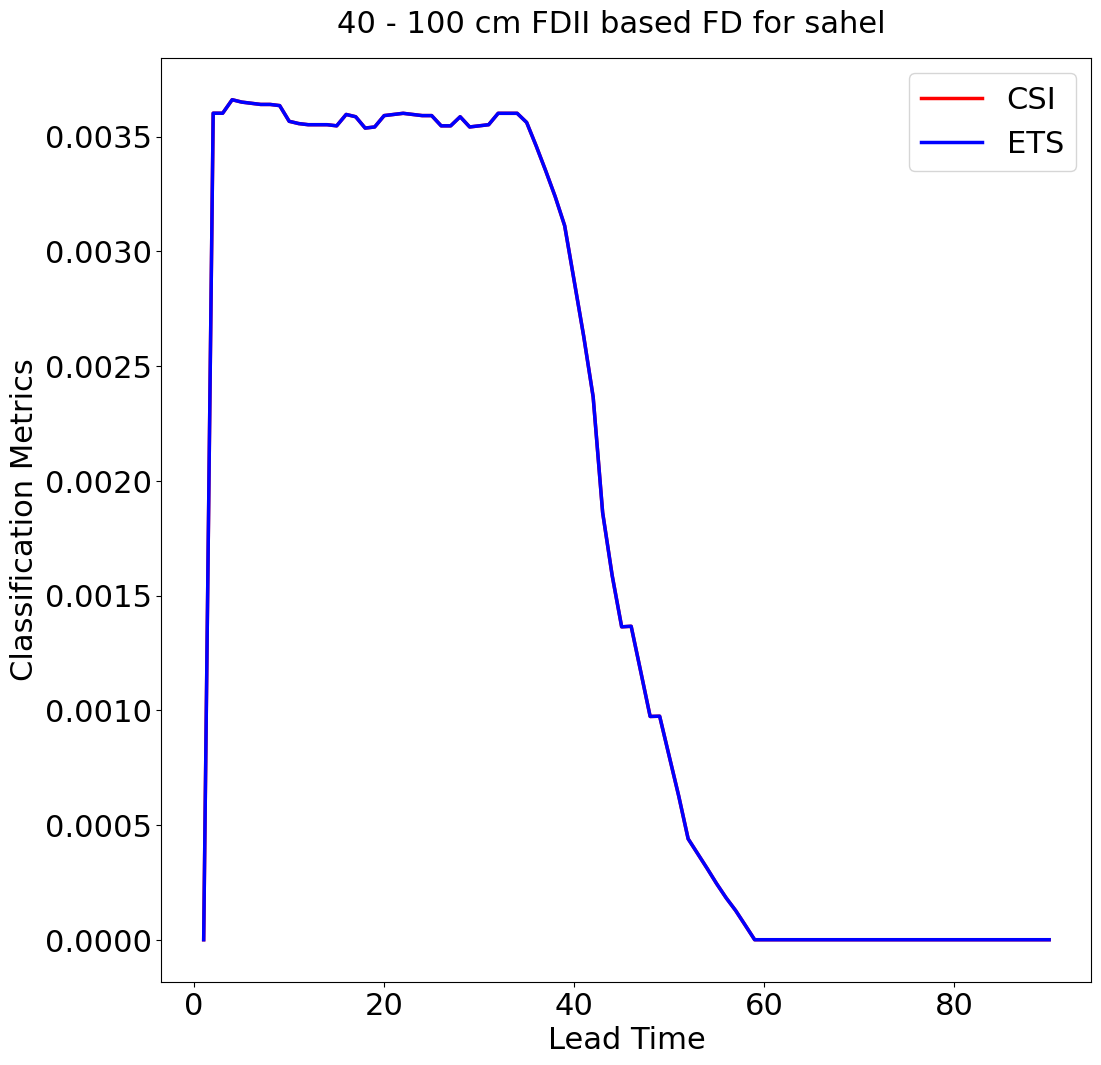 40 - 100 cm FDII based FD for sahel
CSI
ETS
Classification Metrics
0.0035
0.0030
0.0025
0.0020
0.0015
0.0010
0.0005
0.0000
0 20 40 60 80
Lead Time